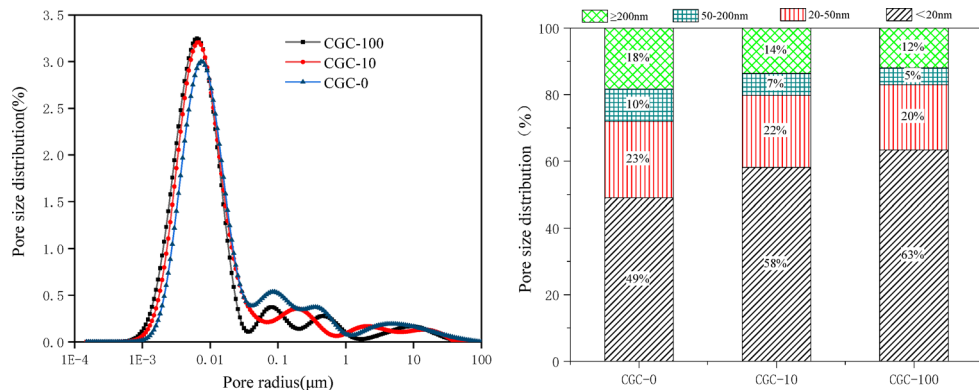 Pore size distribution(%)
3.5
3.0
2.5
2.0
1.5
1.0
0.5
0.0
1E-4
1E-3
0.01
0.1
1
10
100
Pore radius(μm)
CGC-100
CGC-10
CGC-0
≥200nm
50-200nm
20-50nm
<20nm
Pore size distribution (%)
100
80
60
40
20
0
18%
10%
23%
49%
14%
7%
22%
58%
12%
5%
20%
63%
CGC-0
CGC-10
CGC-100